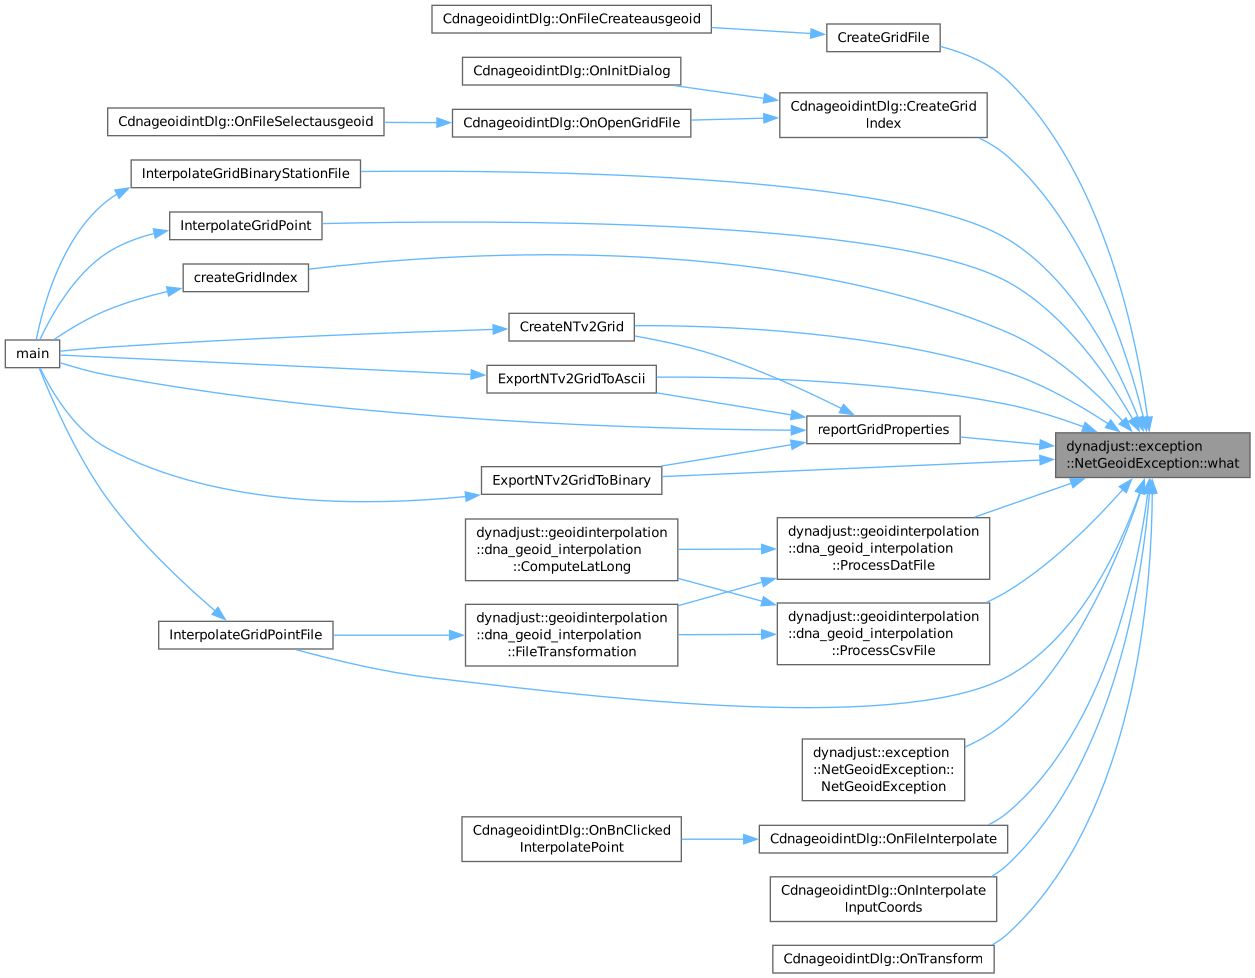 CdnageoidintDlg::OnFileCreateausgeoid
CreateGridFile
CdnageoidintDlg::OnInitDialog
CdnageoidintDlg::CreateGrid
Index
CdnageoidintDlg::OnFileSelectausgeoid
CdnageoidintDlg::OnOpenGridFile
InterpolateGridBinaryStationFile
InterpolateGridPoint
createGridIndex
CreateNTv2Grid
main
ExportNTv2GridToAscii
reportGridProperties
dynadjust::exception
::NetGeoidException::what
ExportNTv2GridToBinary
dynadjust::geoidinterpolation
::dna_geoid_interpolation
::ComputeLatLong
dynadjust::geoidinterpolation
::dna_geoid_interpolation
::ProcessDatFile
InterpolateGridPointFile
dynadjust::geoidinterpolation
::dna_geoid_interpolation
::FileTransformation
dynadjust::geoidinterpolation
::dna_geoid_interpolation
::ProcessCsvFile
dynadjust::exception
::NetGeoidException::
NetGeoidException
CdnageoidintDlg::OnBnClicked
InterpolatePoint
CdnageoidintDlg::OnFileInterpolate
CdnageoidintDlg::OnInterpolate
InputCoords
CdnageoidintDlg::OnTransform